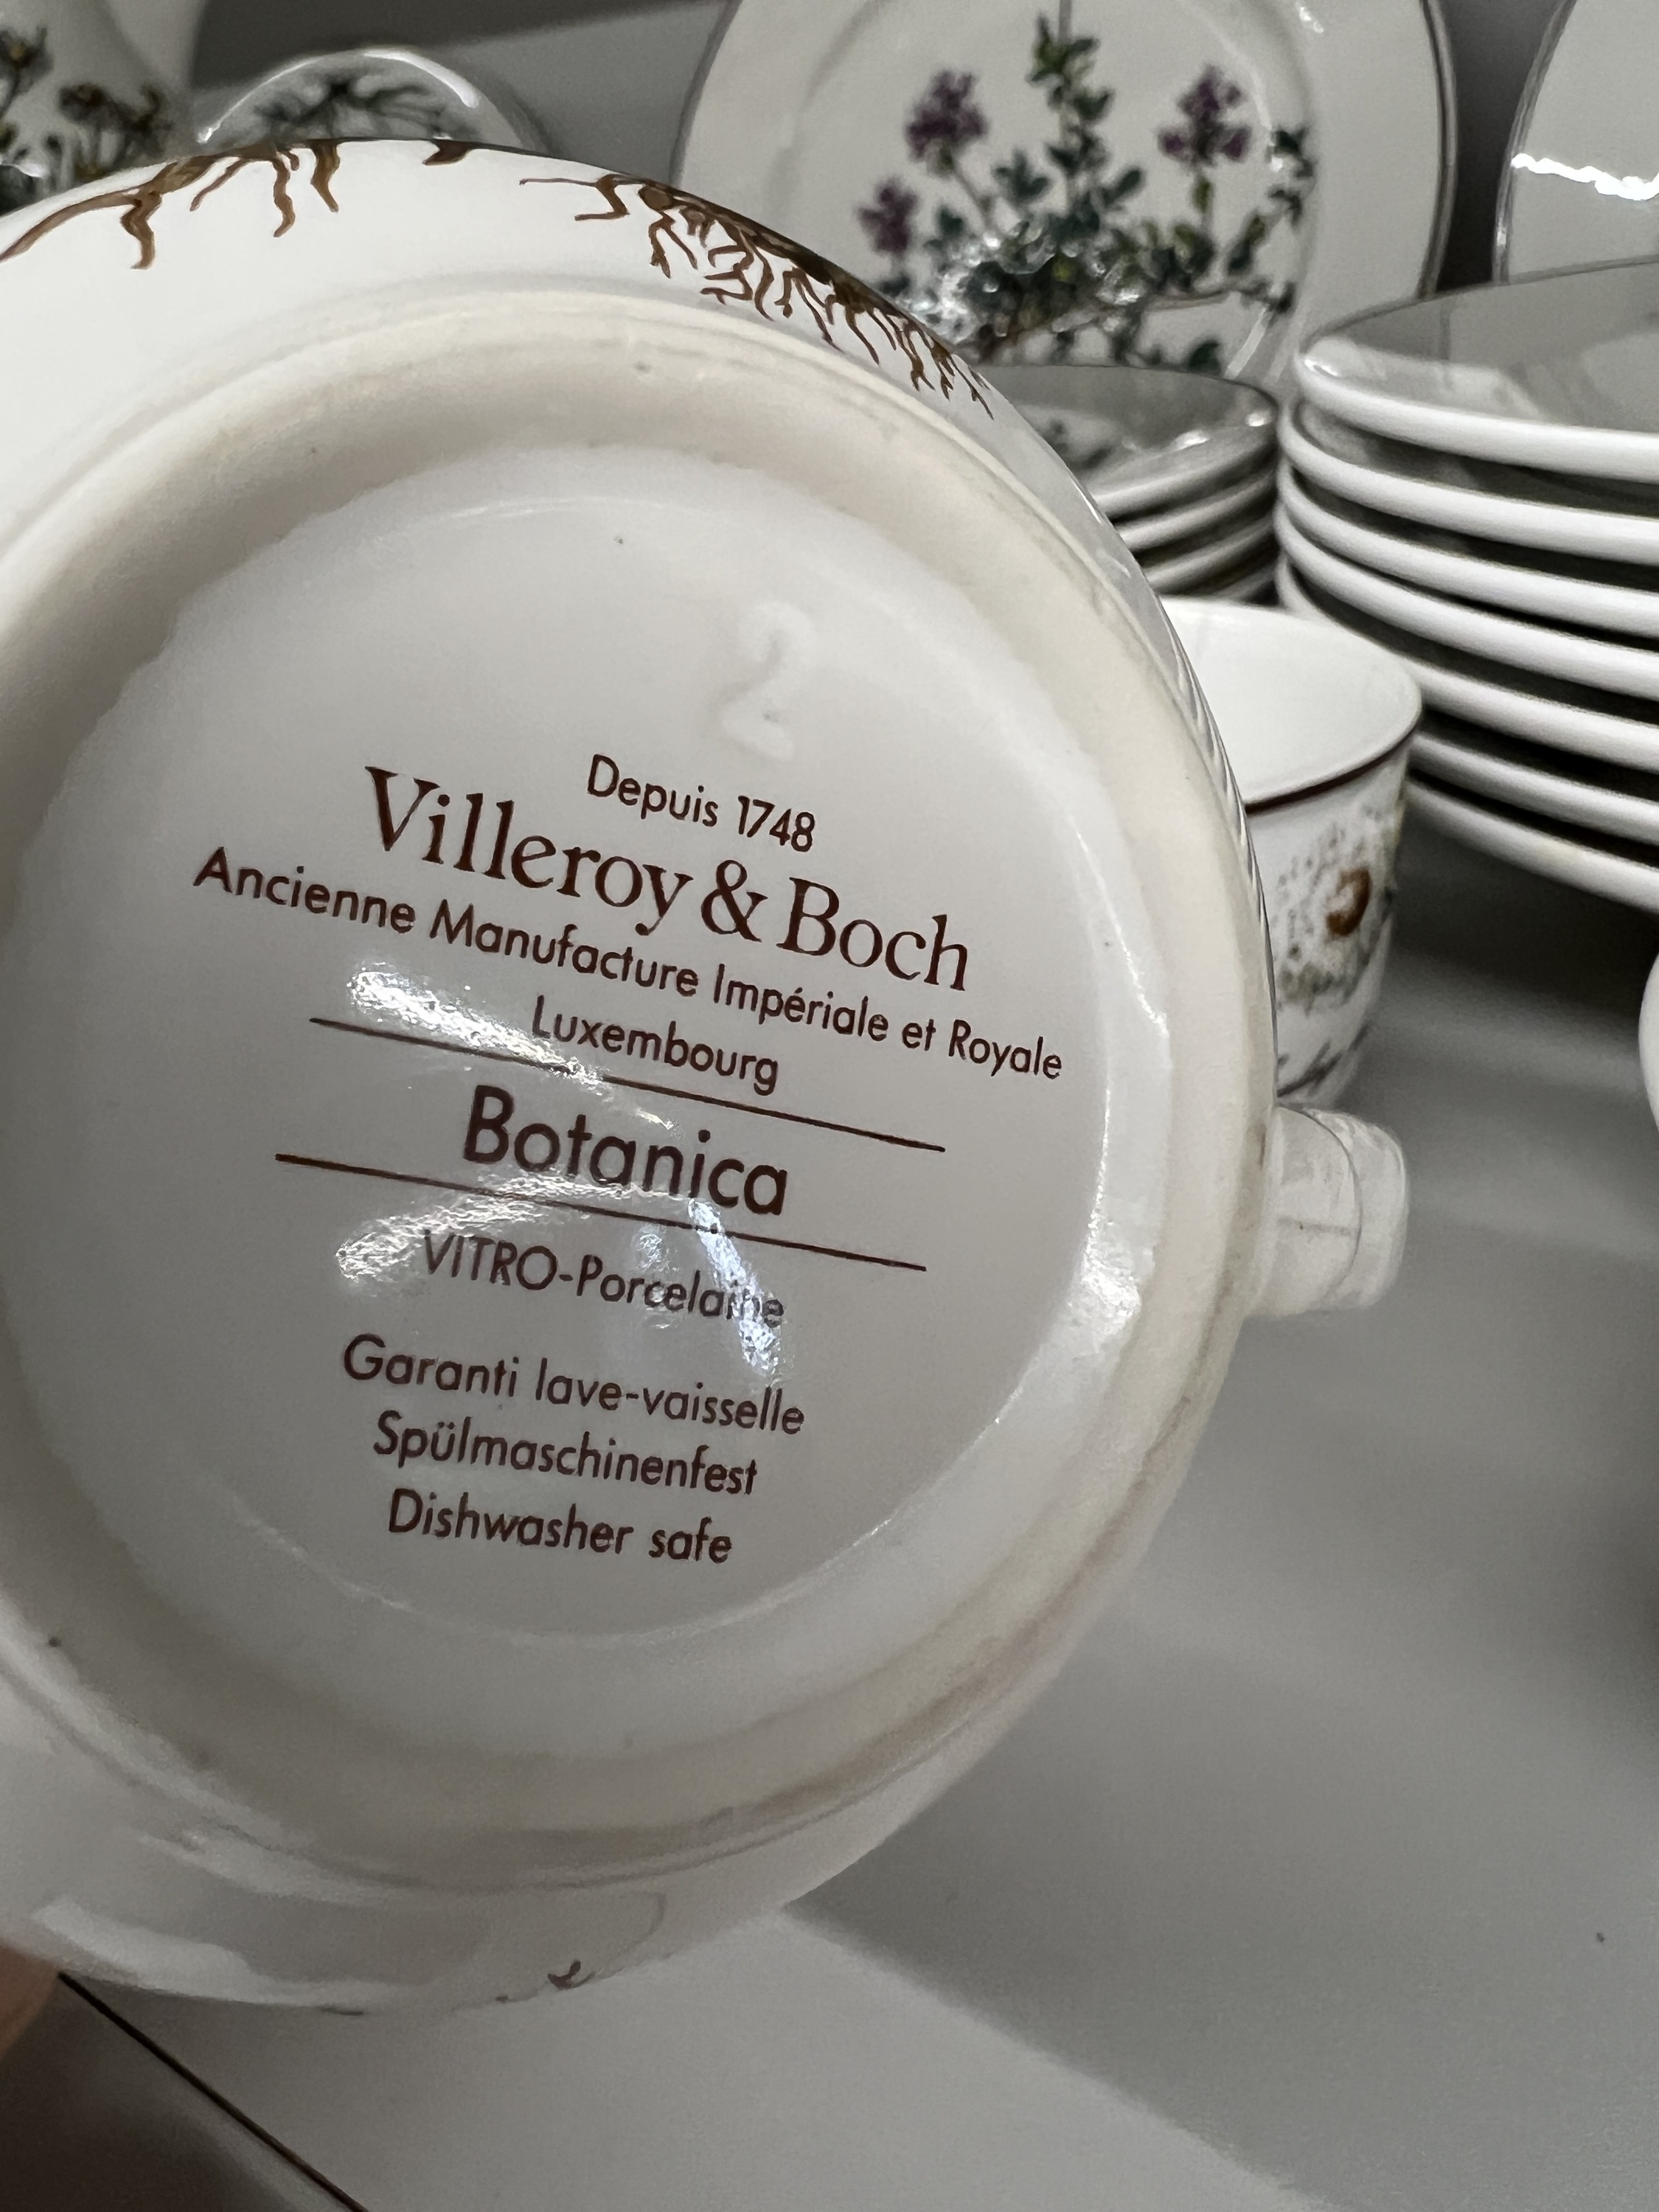 2
Depuis 1748
Villeroy & Boch
Ancienne Manufacture Impériale et Royale
Luxembourg
Botanica
VITRO-Porcelaine
Garanti lave-vaisselle
Spülmaschinenfest
Dishwasher safe